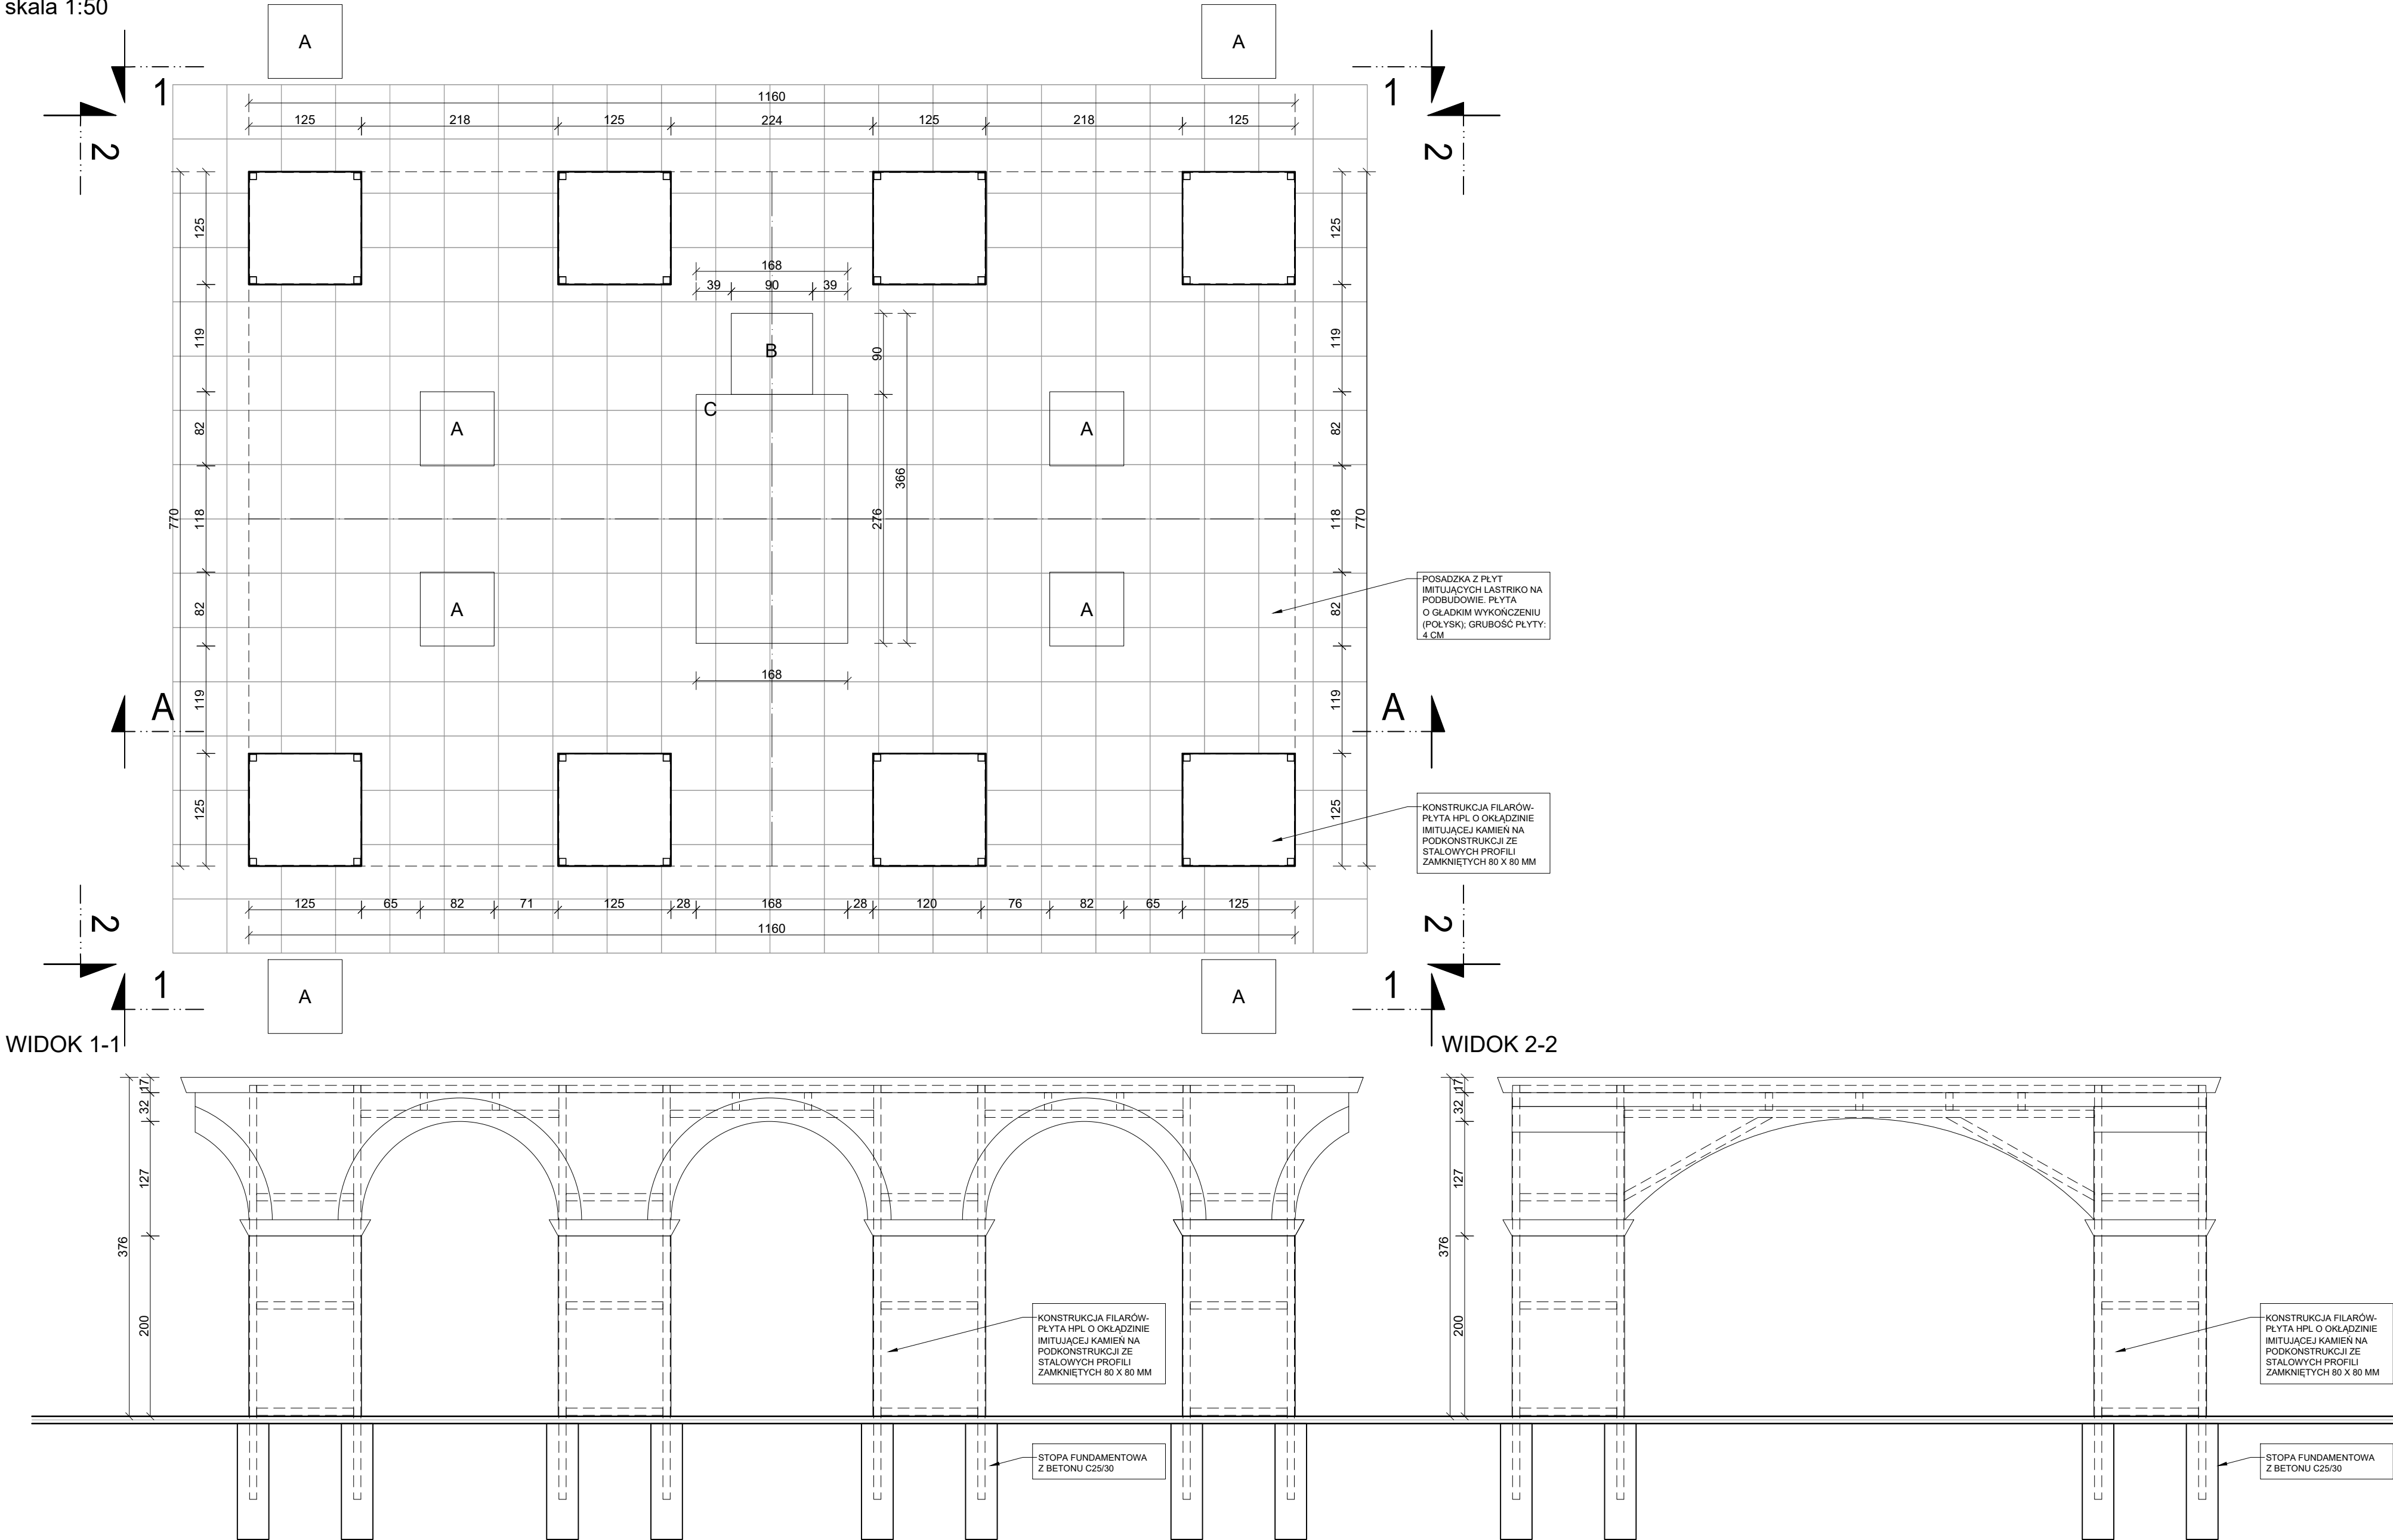 skala 1:50
A
A
1
1
2
2
1160
125 218 125 224 125 218 125
125
125
168
39 90 39
119
119
B
90
C
A
A
82
82
366
770
118
276
118
770
POSADZKA Z PŁYT
IMITUJĄCYCH LASTRIKO NA
PODBUDOWIE. PŁYTA
O GŁADKIM WYKOŃCZENIU
(POŁYSK); GRUBOŚĆ PŁYTY:
4 CM
A
A
82
82
168
119
119
A
A
KONSTRUKCJA FILARÓW-
PŁYTA HPL O OKŁĄDZINIE
IMITUJĄCEJ KAMIEŃ NA
PODKONSTRUKCJI ZE
STALOWYCH PROFILI
ZAMKNIĘTYCH 80 X 80 MM
125
125
125 65 82 71 125 28 168 28 120 76 82 65 125
1160
2
2
1
1
A
A
WIDOK 1-1
WIDOK 2-2
17
32
127
376
200
17
32
127
376
200
KONSTRUKCJA FILARÓW-
PŁYTA HPL O OKŁĄDZINIE
IMITUJĄCEJ KAMIEŃ NA
PODKONSTRUKCJI ZE
STALOWYCH PROFILI
ZAMKNIĘTYCH 80 X 80 MM
KONSTRUKCJA FILARÓW-
PŁYTA HPL O OKŁĄDZINIE
IMITUJĄCEJ KAMIEŃ NA
PODKONSTRUKCJI ZE
STALOWYCH PROFILI
ZAMKNIĘTYCH 80 X 80 MM
STOPA FUNDAMENTOWA
Z BETONU C25/30
STOPA FUNDAMENTOWA
Z BETONU C25/30